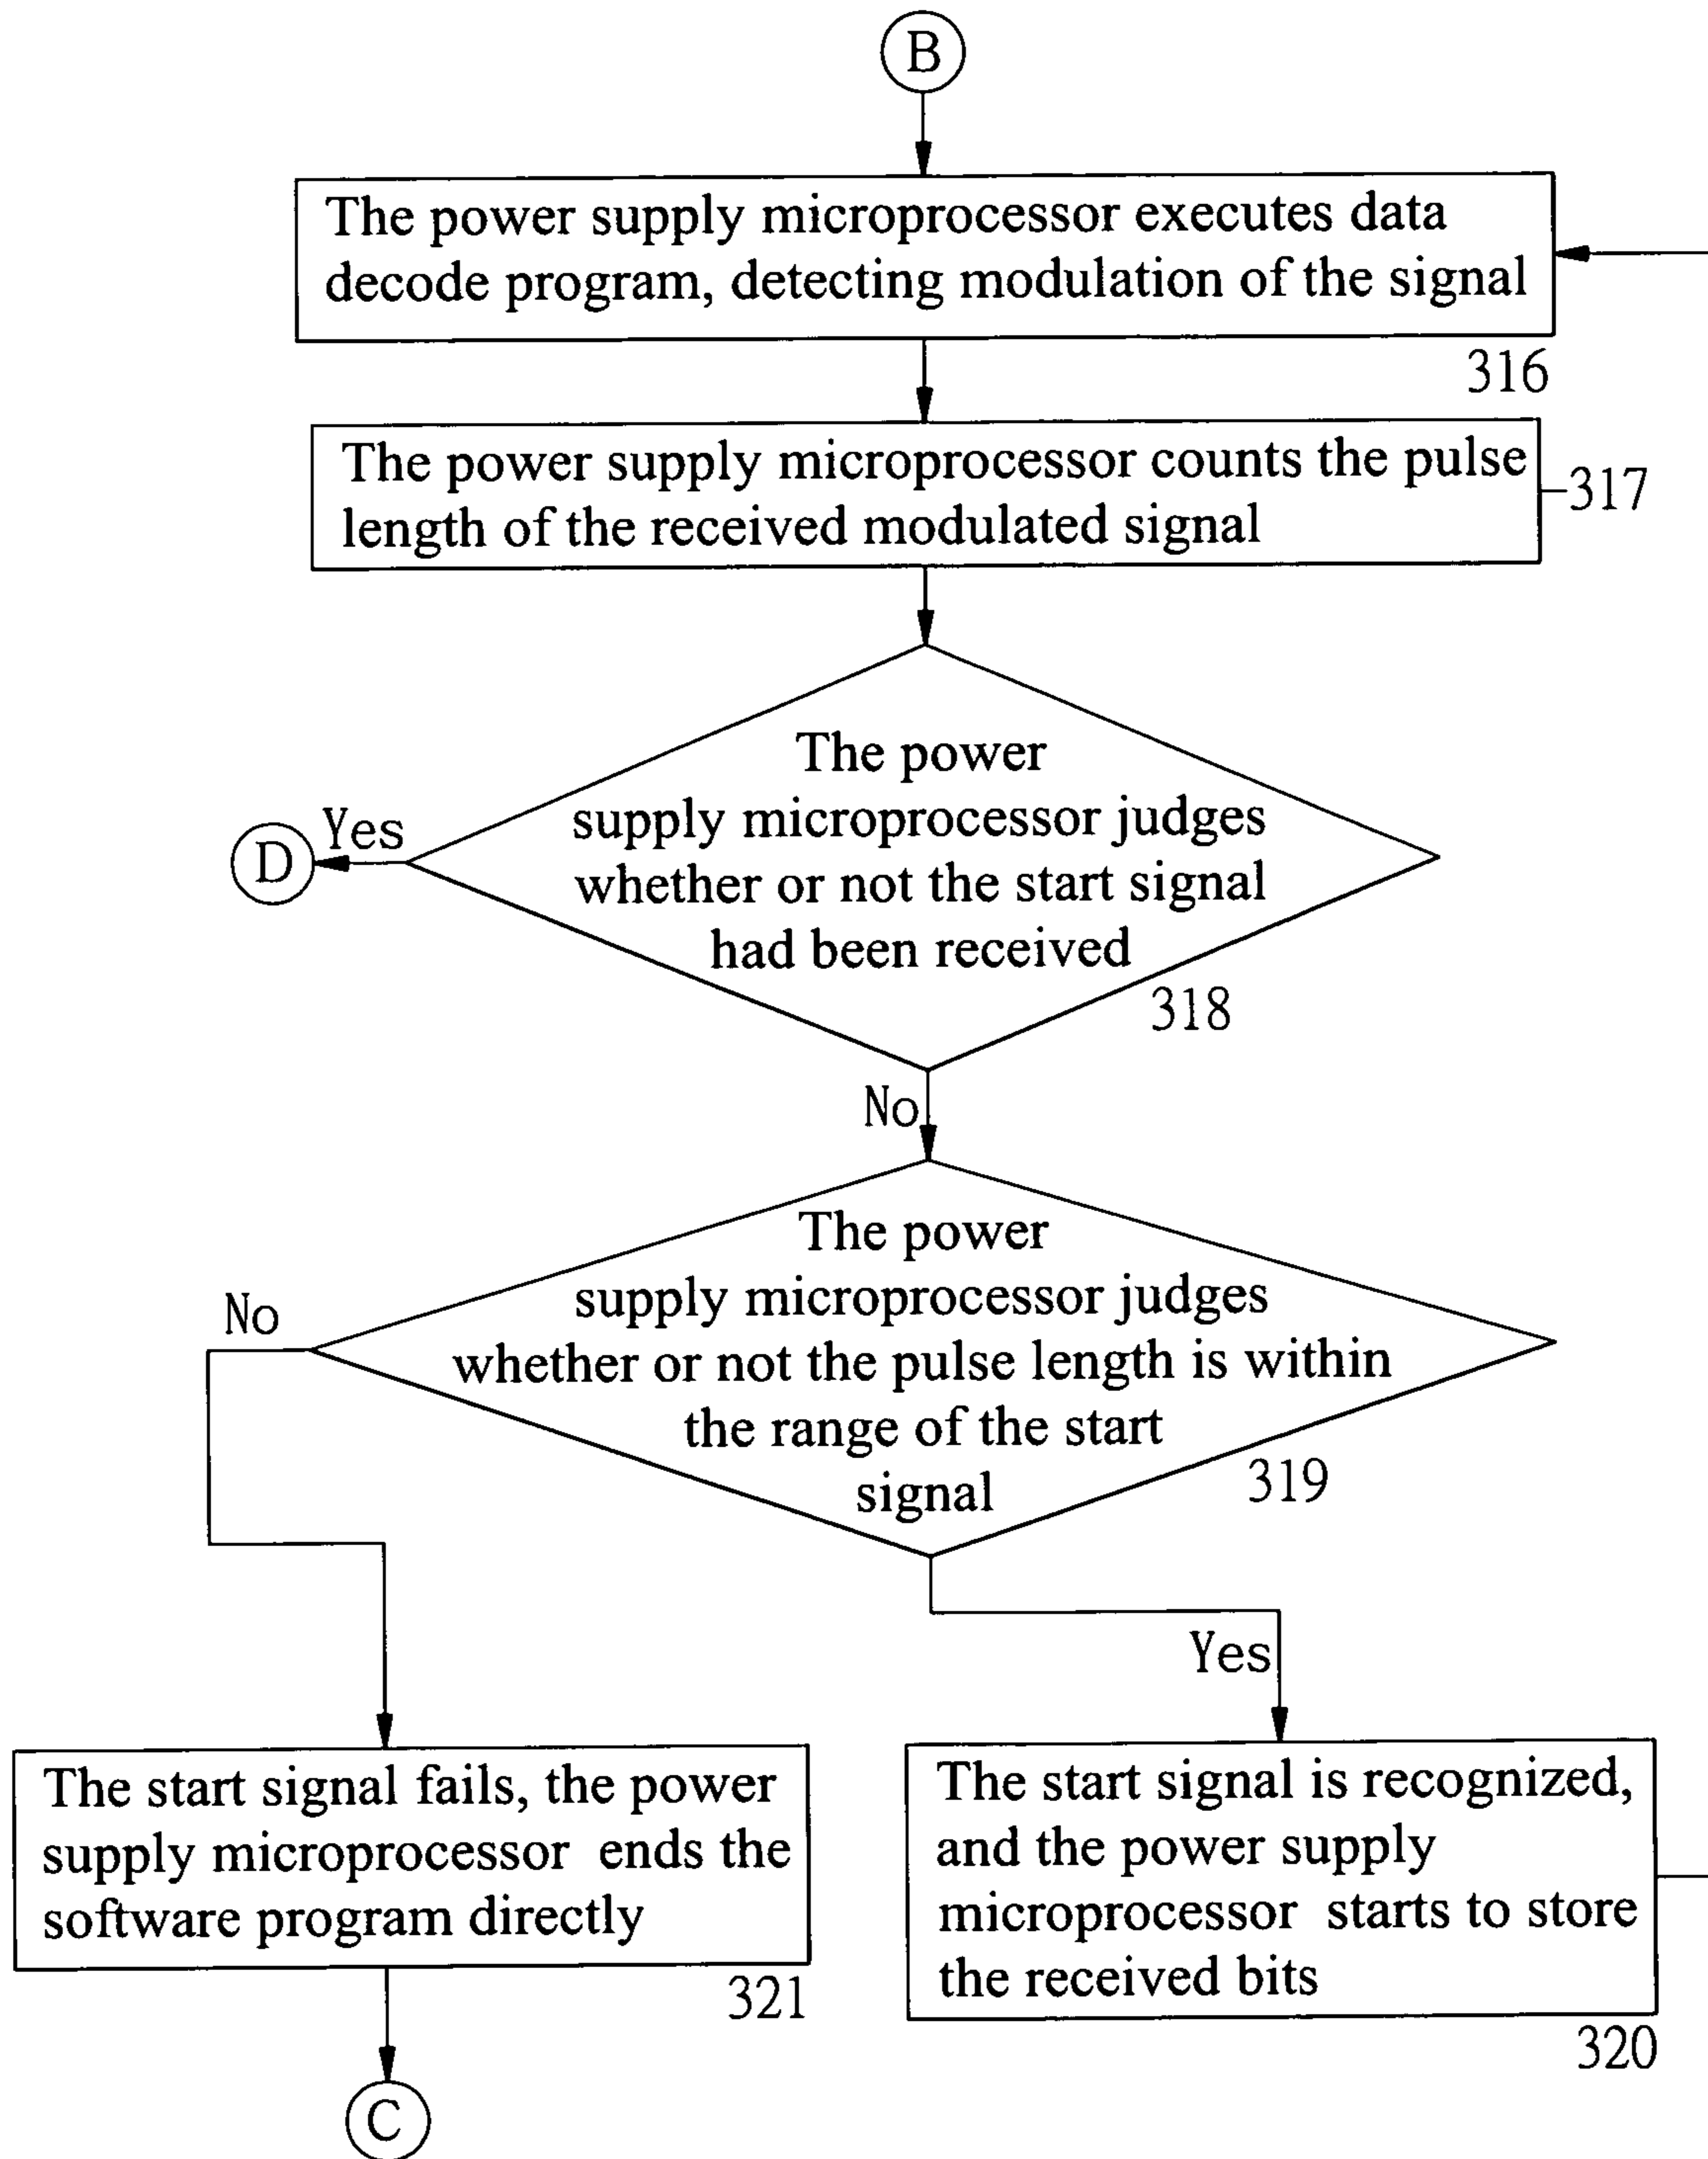 B
The power supply microprocessor executes data
decode program, detecting modulation of the signal
316
The power supply microprocessor counts the pulse
length of the received modulated signal
317
The power
supply microprocessor judges
whether or not the start signal
had been received
318
Yes
D
No
The power
supply microprocessor judges
whether or not the pulse length is within
the range of the start
signal
319
No
Yes
The start signal fails, the power
supply microprocessor ends the
software program directly
321
The start signal is recognized,
and the power supply
microprocessor starts to store
the received bits
320
C